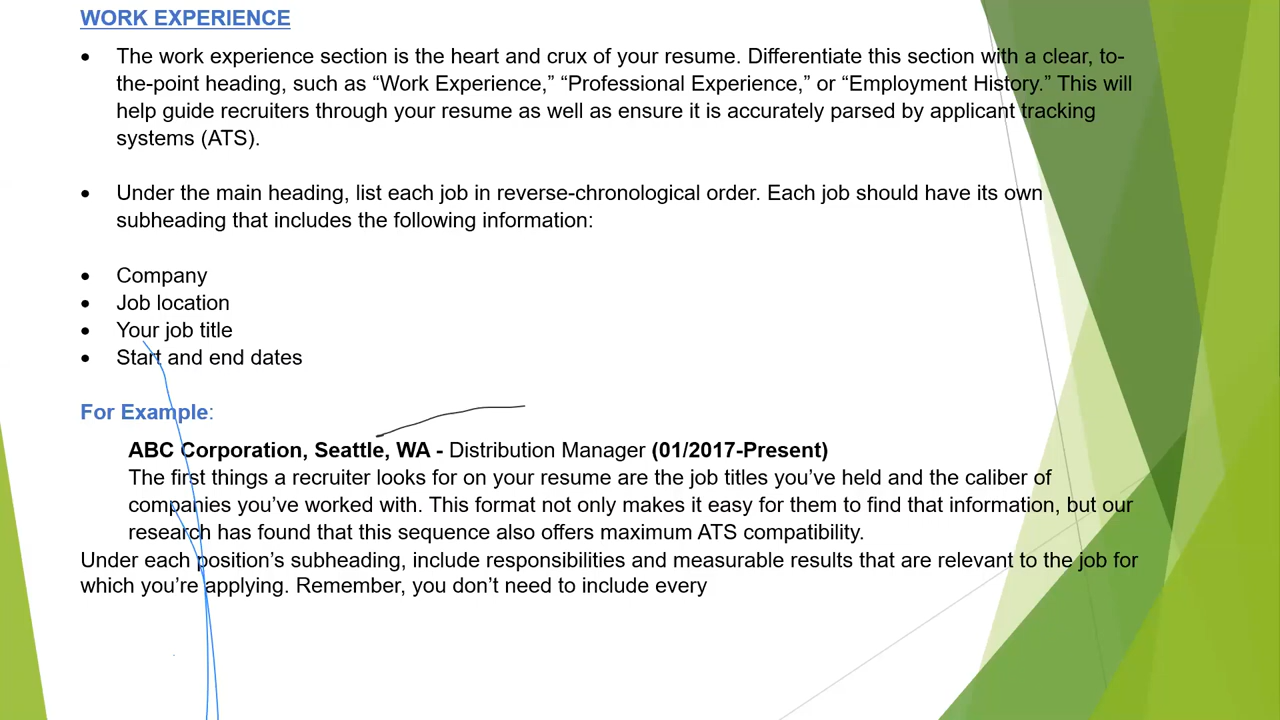 WORK EXPERIENCE
• The work experience section is the heart and crux of your resume. Differentiate this section with a clear, to-
the-point heading, such as “Work Experience,” “Professional Experience,” or “Employment History.” This will
help guide recruiters through your resume as well as ensure it is accurately parsed by applicant tracking
systems (ATS).
• Under the main heading, list each job in reverse-chronological order. Each job should have its own
subheading that includes the following information:
• Company
• Job location
• Your job title
• Start and end dates
For Example:
ABC Corporation, Seattle, WA - Distribution Manager (01/2017-Present)
The first things a recruiter looks for on your resume are the job titles you’ve held and the caliber of
companies you’ve worked with. This format not only makes it easy for them to find that information, but our
research has found that this sequence also offers maximum ATS compatibility.
Under each position’s subheading, include responsibilities and measurable results that are relevant to the job for
which you’re applying. Remember, you don’t need to include every